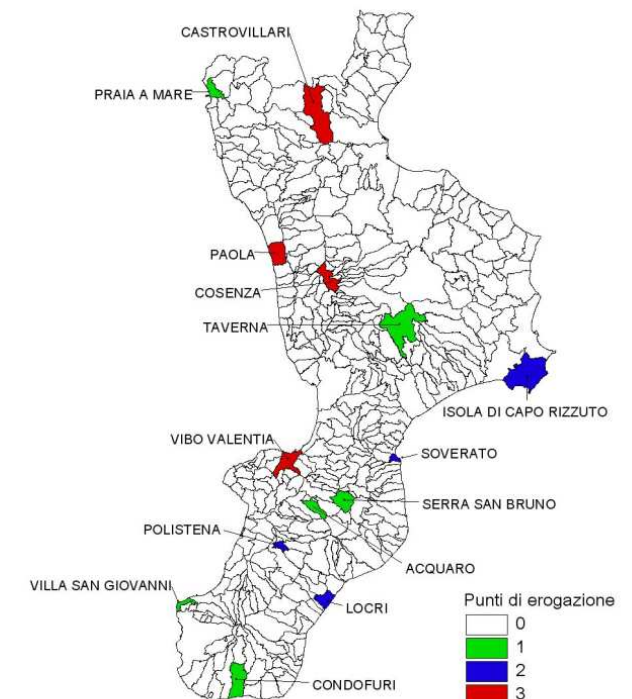 CASTROVILLARI
PRAIA A MARE
PAOLA
COSENZA
TAVERNA
ISOLA DI CAPO RIZZUTO
VIBO VALENTIA
SOVERATO
SERRA SAN BRUNO
POLISTENA
ACQUARO
VILLA SAN GIOVANNI
LOCRI
CONDOFURI
Punti di erogazione
0
1
2
3